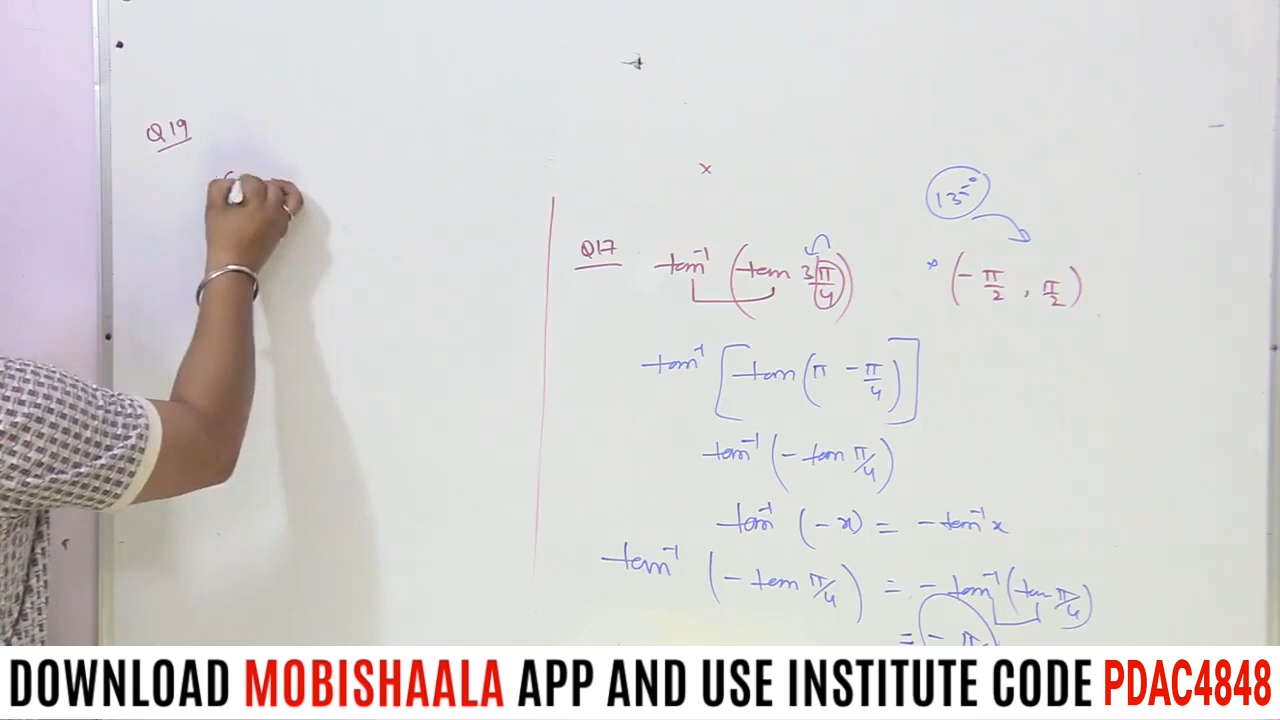 Q19
x
135°
Q17 tan⁻¹ (tan 3π/4) * (-π/2, π/2)
tan⁻¹ [tan(π - π/4)]
tan⁻¹ (- tan π/4)
tan⁻¹ (-x) = - tan⁻¹ x
tan⁻¹ (- tan π/4) = - tan⁻¹ (tan π/4)
= - π
DOWNLOAD MOBISHAALA APP AND USE INSTITUTE CODE PDAC4848